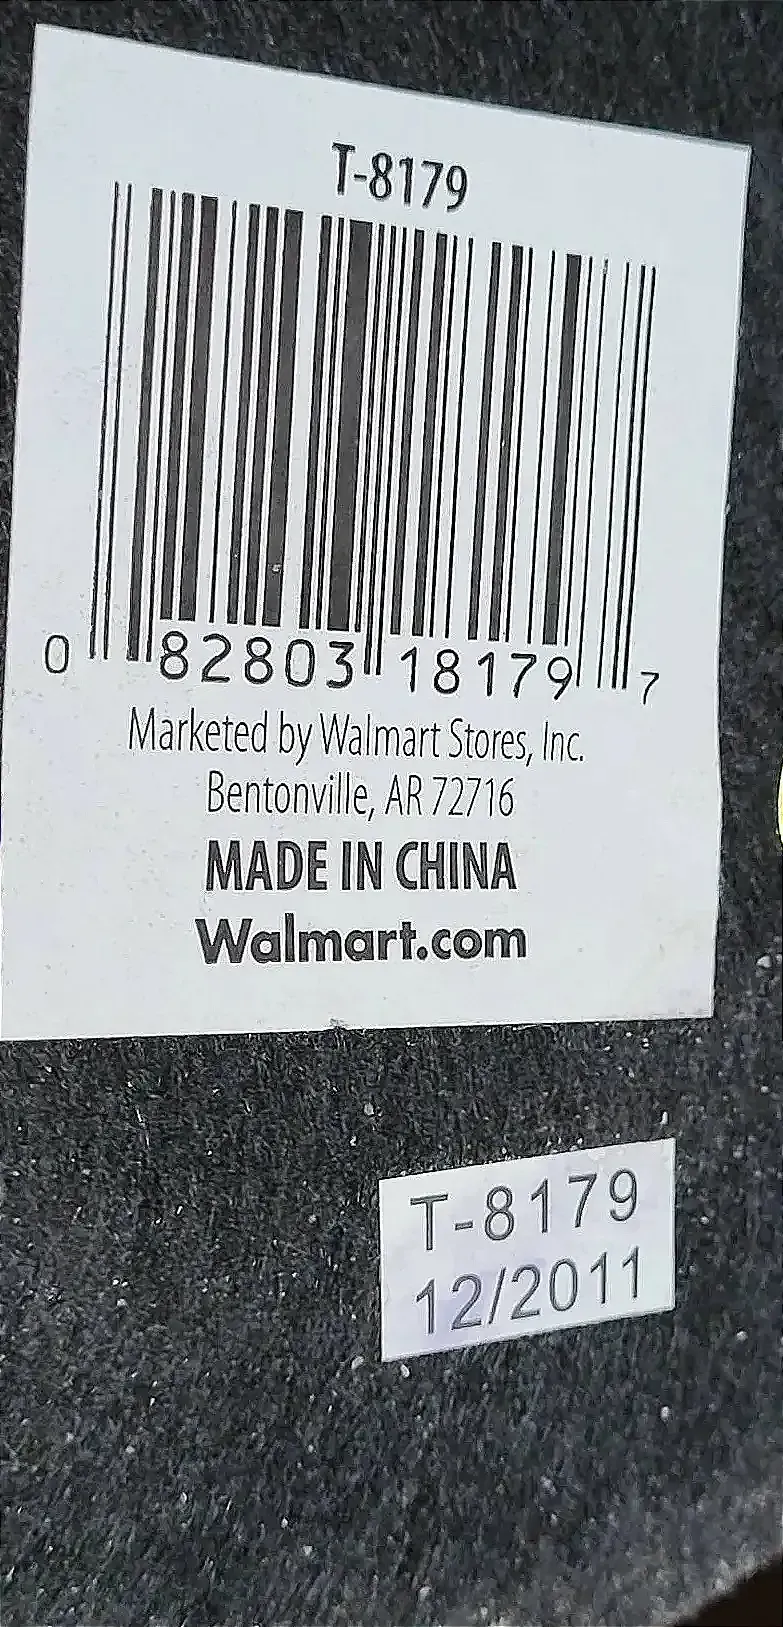 T-8179
0 82803 18179 7
Marketed by Walmart Stores, Inc.
Bentonville, AR 72716
MADE IN CHINA
Walmart.com
T-8179
12/2011